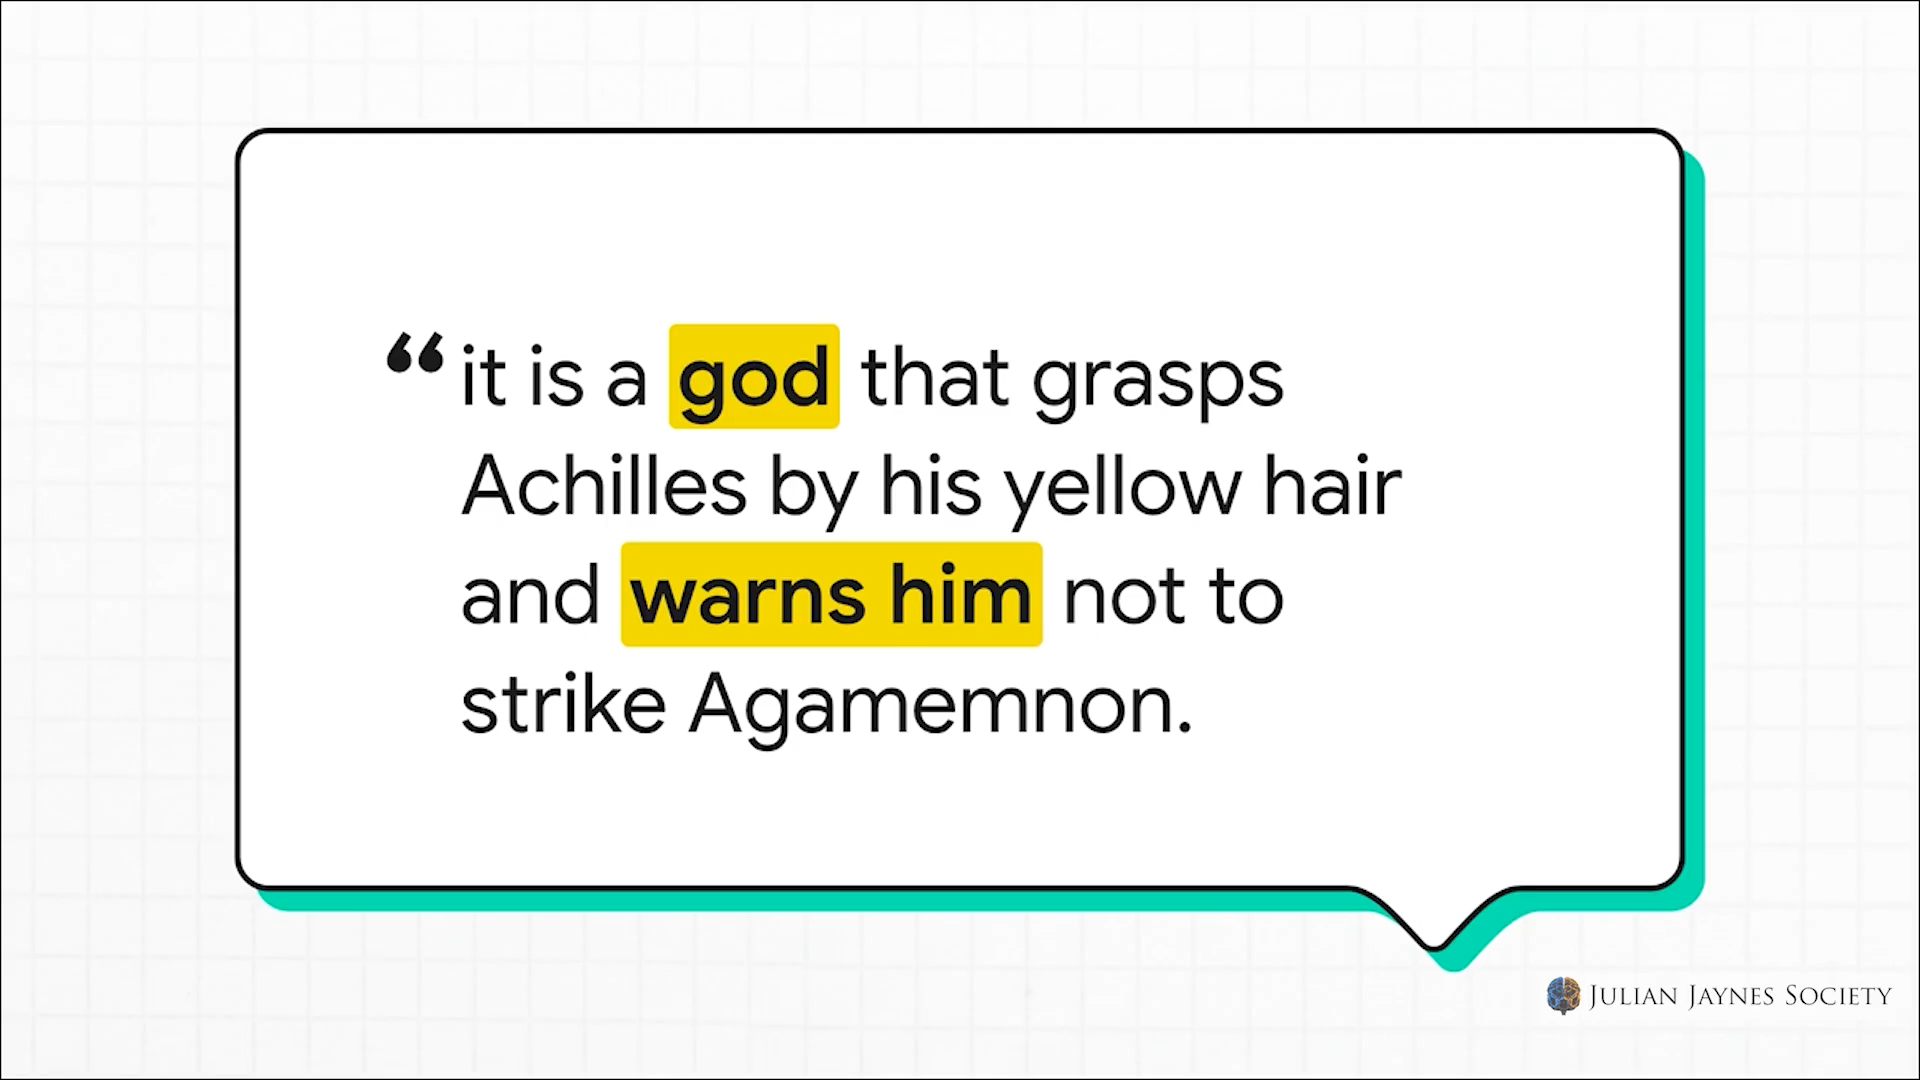 “it is a god that grasps
Achilles by his yellow hair
and warns him not to
strike Agamemnon.
Julian Jaynes Society